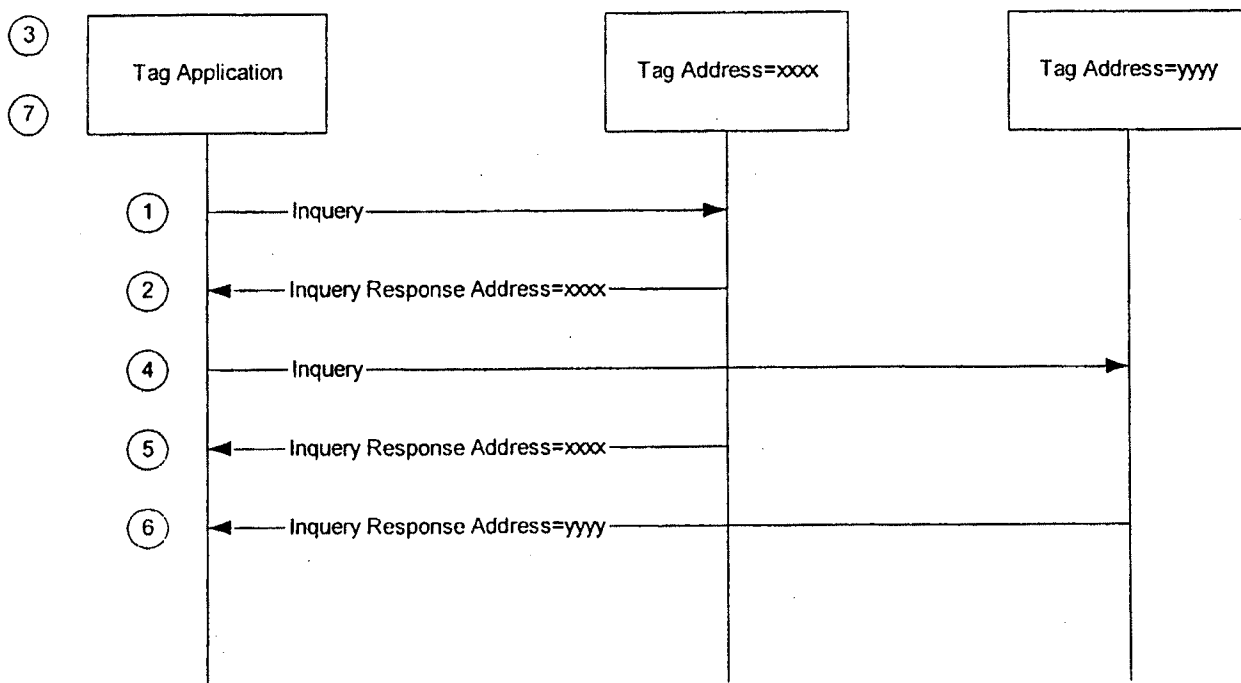 3
Tag Application
Tag Address=xxxx
Tag Address=yyyy
7
1
Inquery
2
Inquery Response Address=xxxx
4
Inquery
5
Inquery Response Address=xxxx
6
Inquery Response Address=yyyy